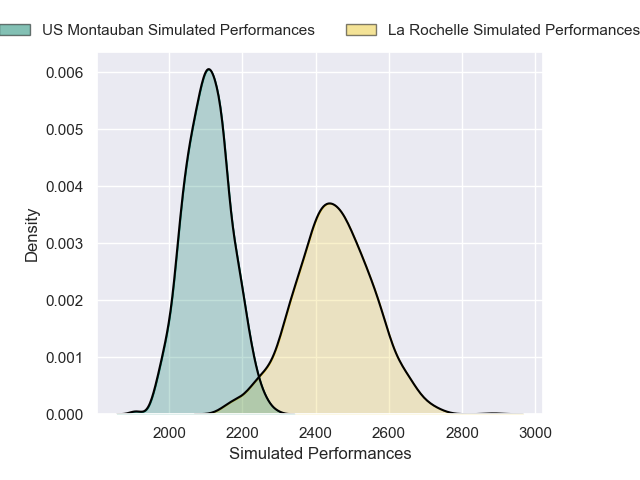 US Montauban Simulated Performances La Rochelle Simulated Performances
0.006
0.005
0.004
0.003
0.002
0.001
0.000
Density
2000 2200 2400 2600 2800 3000
Simulated Performances